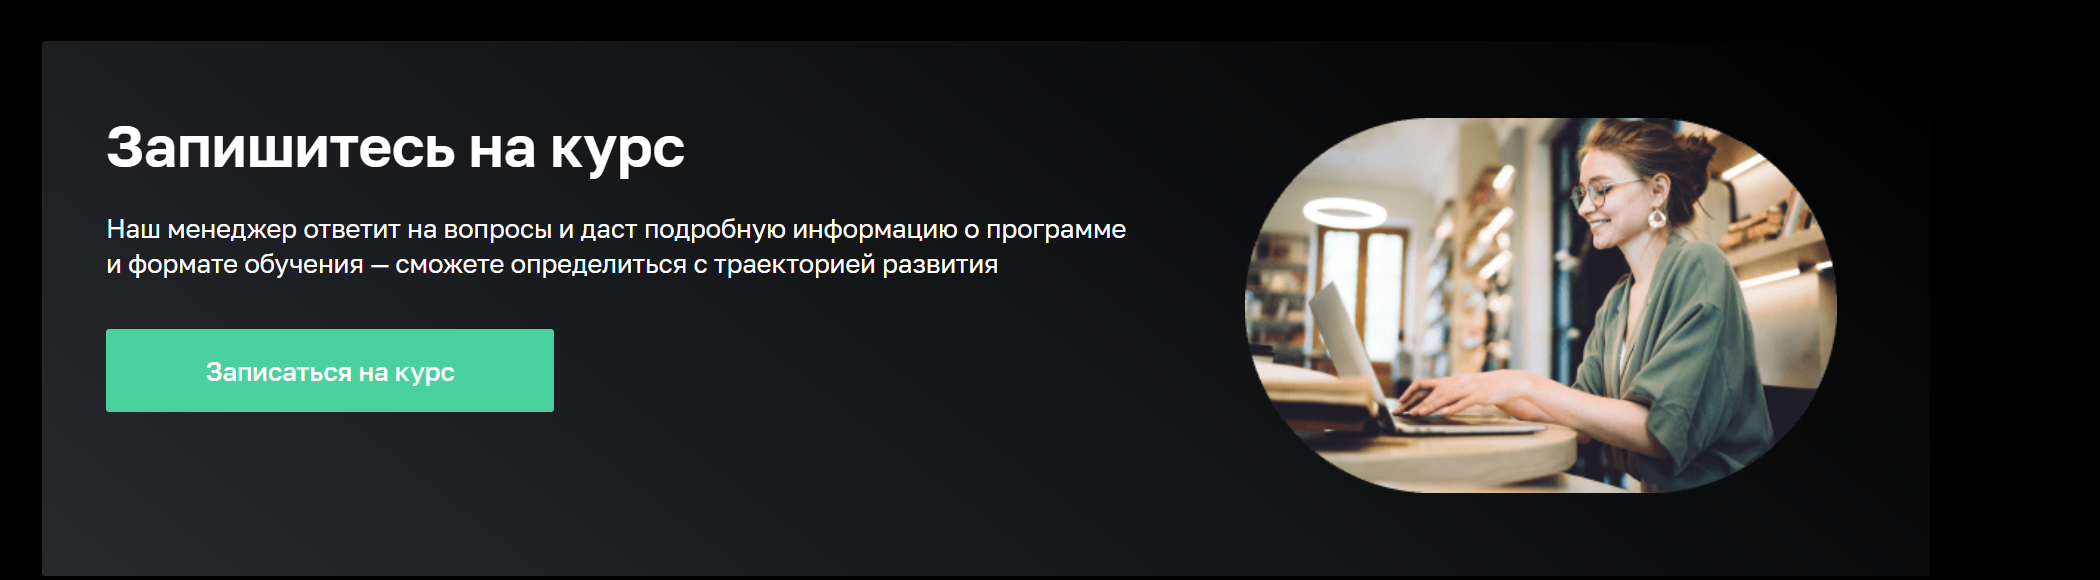 Запишитесь на курс
Наш менеджер ответит на вопросы и даст подробную информацию о программе
и формате обучения — сможете определиться с траекторией развития
Записаться на курс